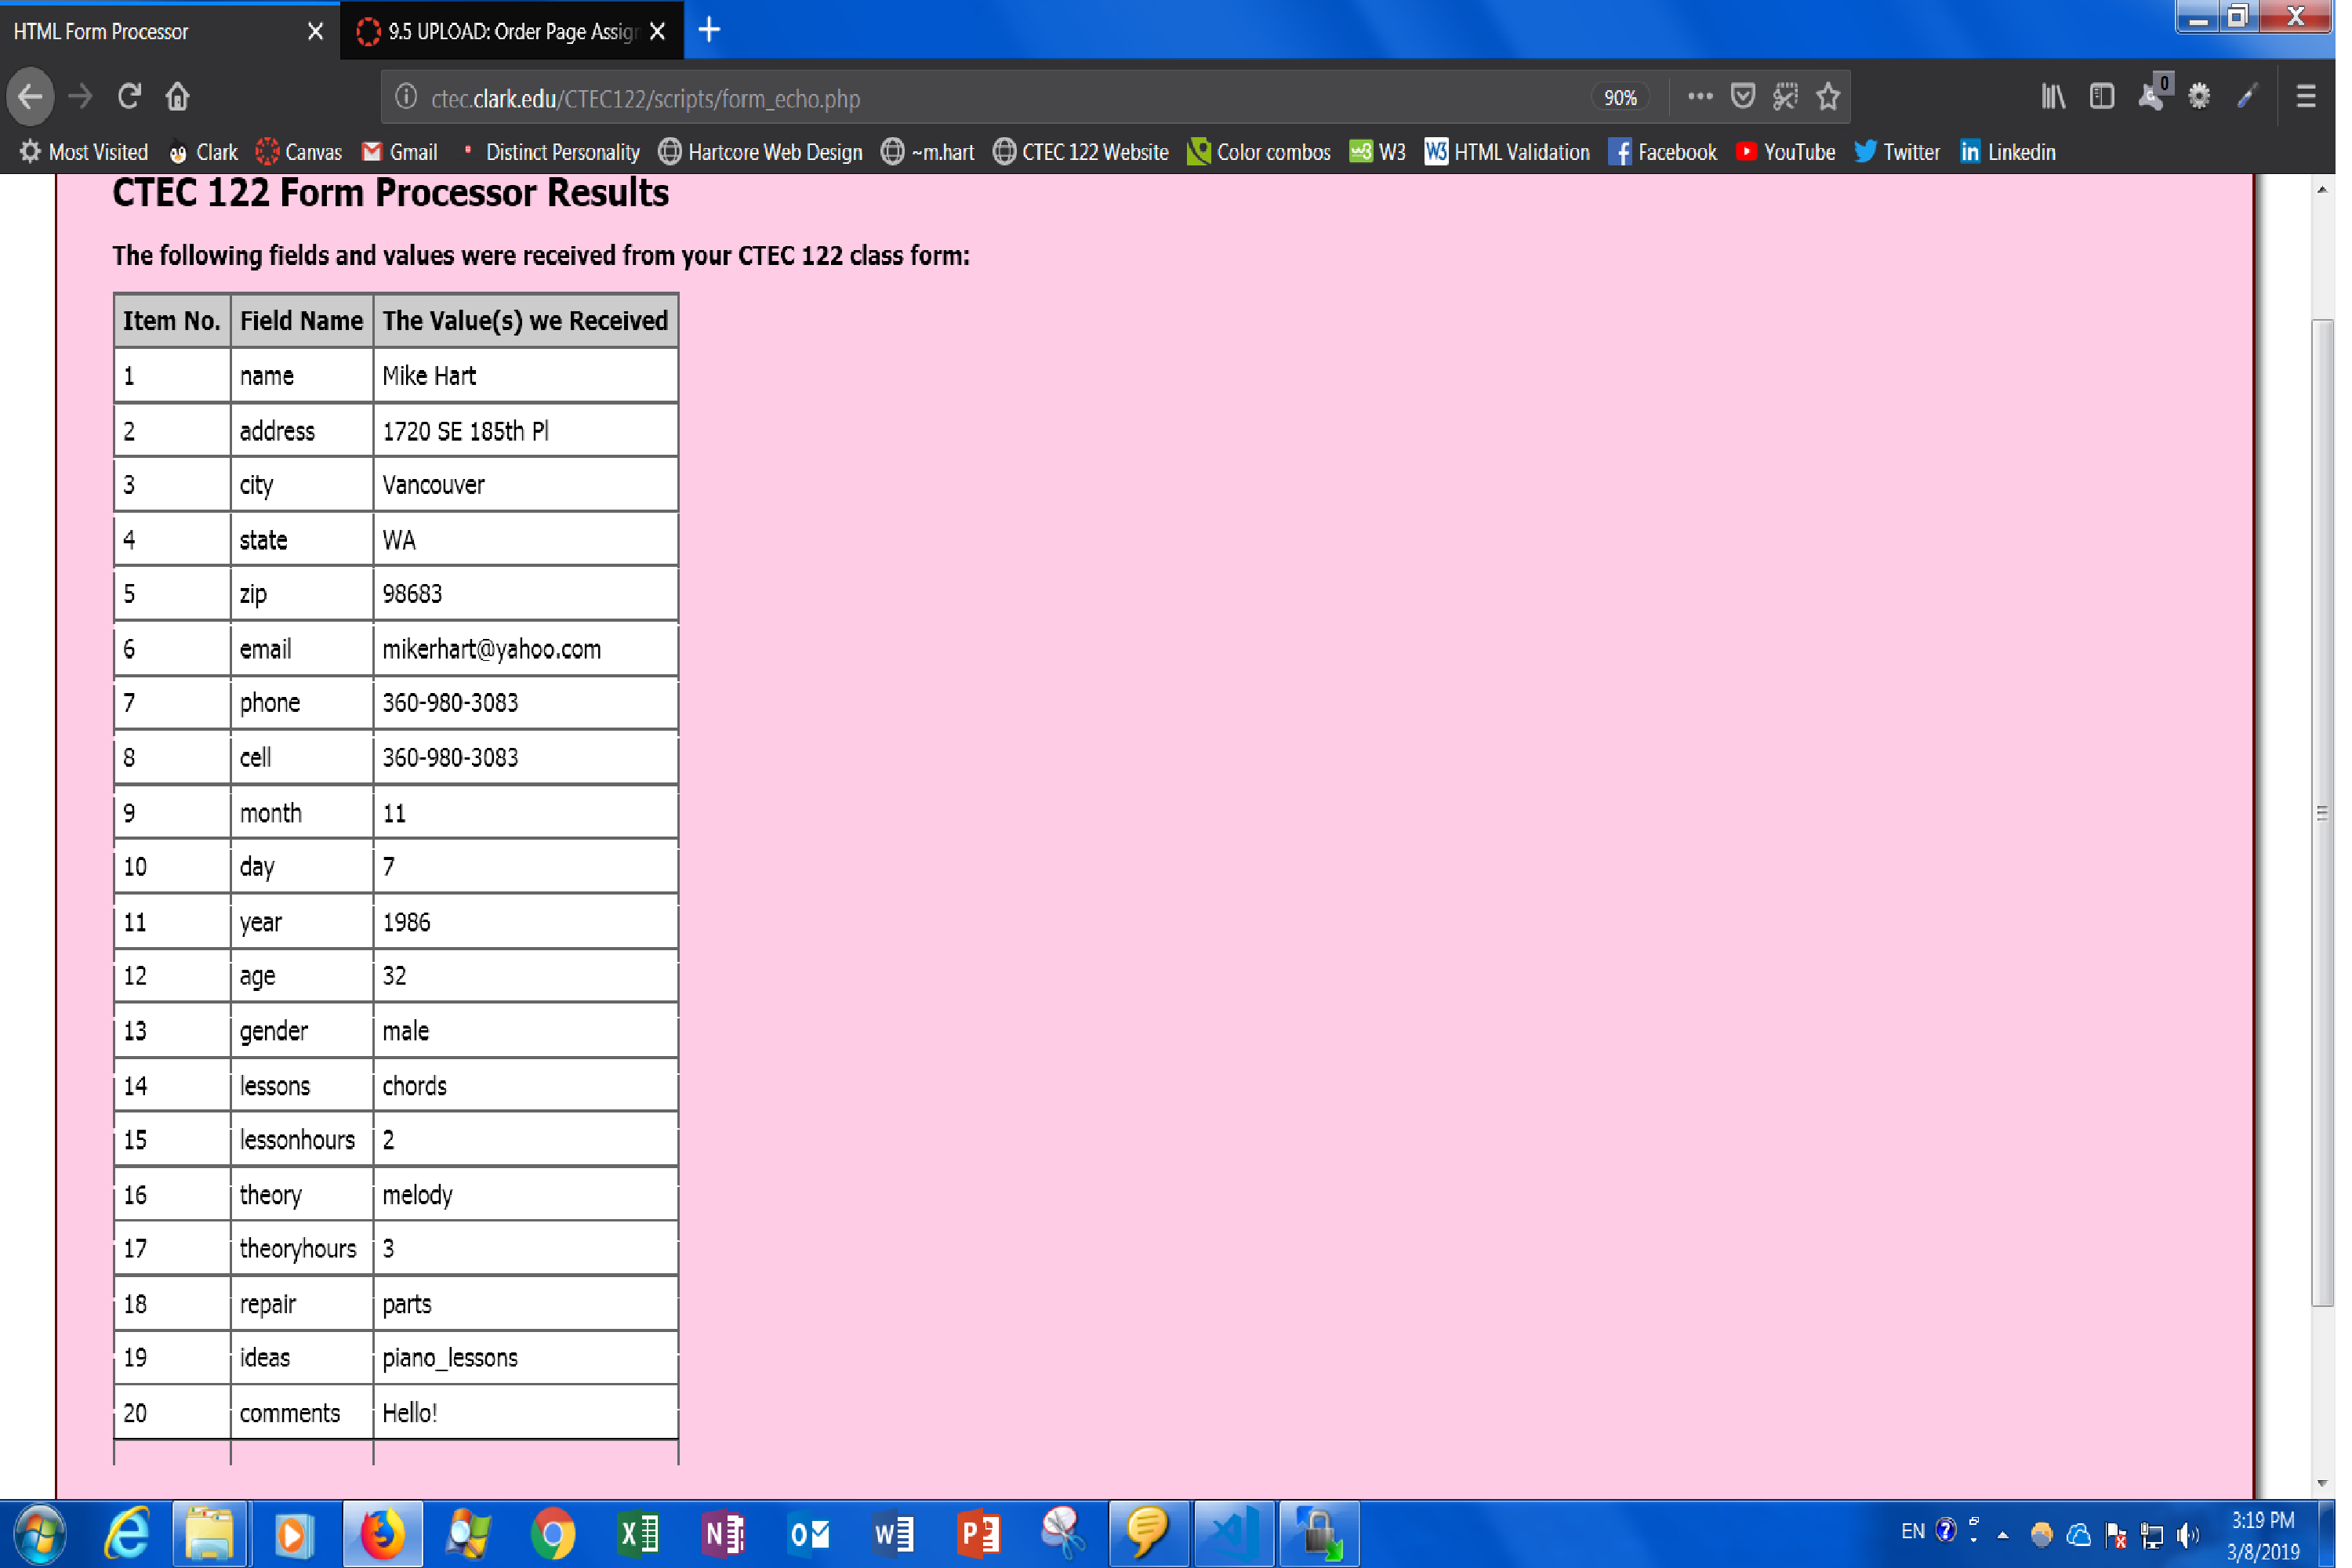 HTML Form Processor
9.5 UPLOAD: Order Page Assign
ctec.clark.edu/CTEC122/scripts/form_echo.php
90%
0
Most Visited Clark Canvas Gmail Distinct Personality Hartcore Web Design ~m.hart CTEC 122 Website Color combos W3 HTML Validation Facebook YouTube Twitter Linkedin
CTEC 122 Form Processor Results
The following fields and values were received from your CTEC 122 class form:
Item No. Field Name The Value(s) we Received
1 name Mike Hart
2 address 1720 SE 185th Pl
3 city Vancouver
4 state WA
5 zip 98683
6 email mikerhart@yahoo.com
7 phone 360-980-3083
8 cell 360-980-3083
9 month 11
10 day 7
11 year 1986
12 age 32
13 gender male
14 lessons chords
15 lessonhours 2
16 theory melody
17 theoryhours 3
18 repair parts
19 ideas piano_lessons
20 comments Hello!
EN
3:19 PM
3/8/2019